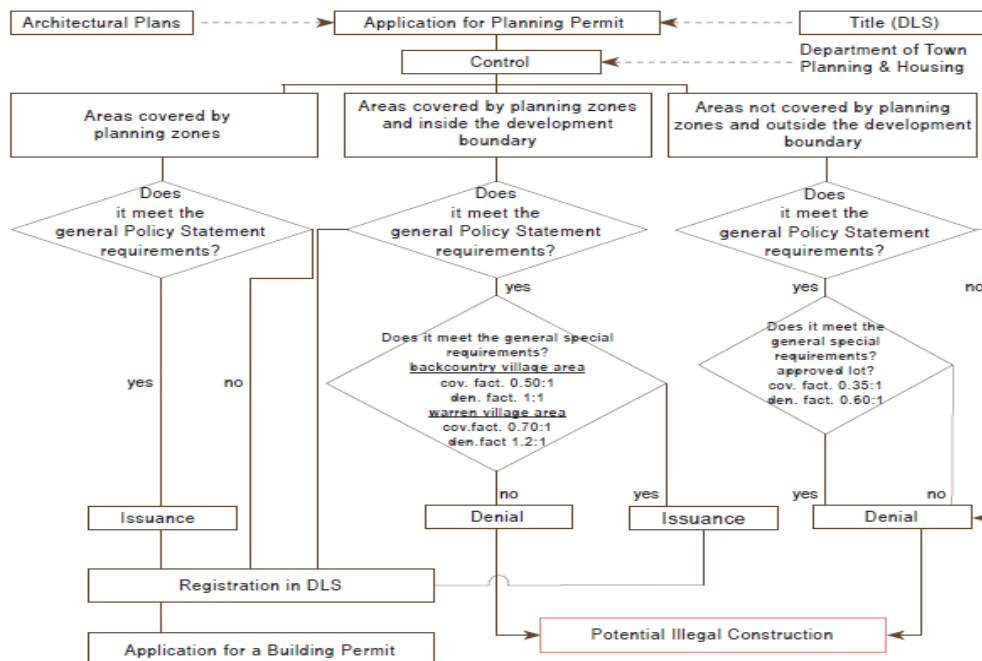 Architectural Plans
Application for Planning Permit
Title (DLS)
Control
Department of Town
Planning & Housing
Areas covered by
planning zones
Areas covered by planning zones
and inside the development
boundary
Areas not covered by planning
zones and outside the development
boundary
Does
it meet the
general Policy Statement
requirements?
Does
it meet the
general Policy Statement
requirements?
Does
it meet the
general Policy Statement
requirements?
yes
no
yes
yes
no
Does it meet the general special
requirements?
backcountry village area
cov. fact. 0.50:1
den. fact. 1:1
warren village area
cov.fact. 0.70:1
den.fact 1.2:1
Does it meet the
general special
requirements?
approved lot?
cov. fact. 0.35:1
den. fact. 0.60:1
no
yes
yes
no
Issuance
Denial
Issuance
Denial
Registration in DLS
Potential Illegal Construction
Application for a Building Permit